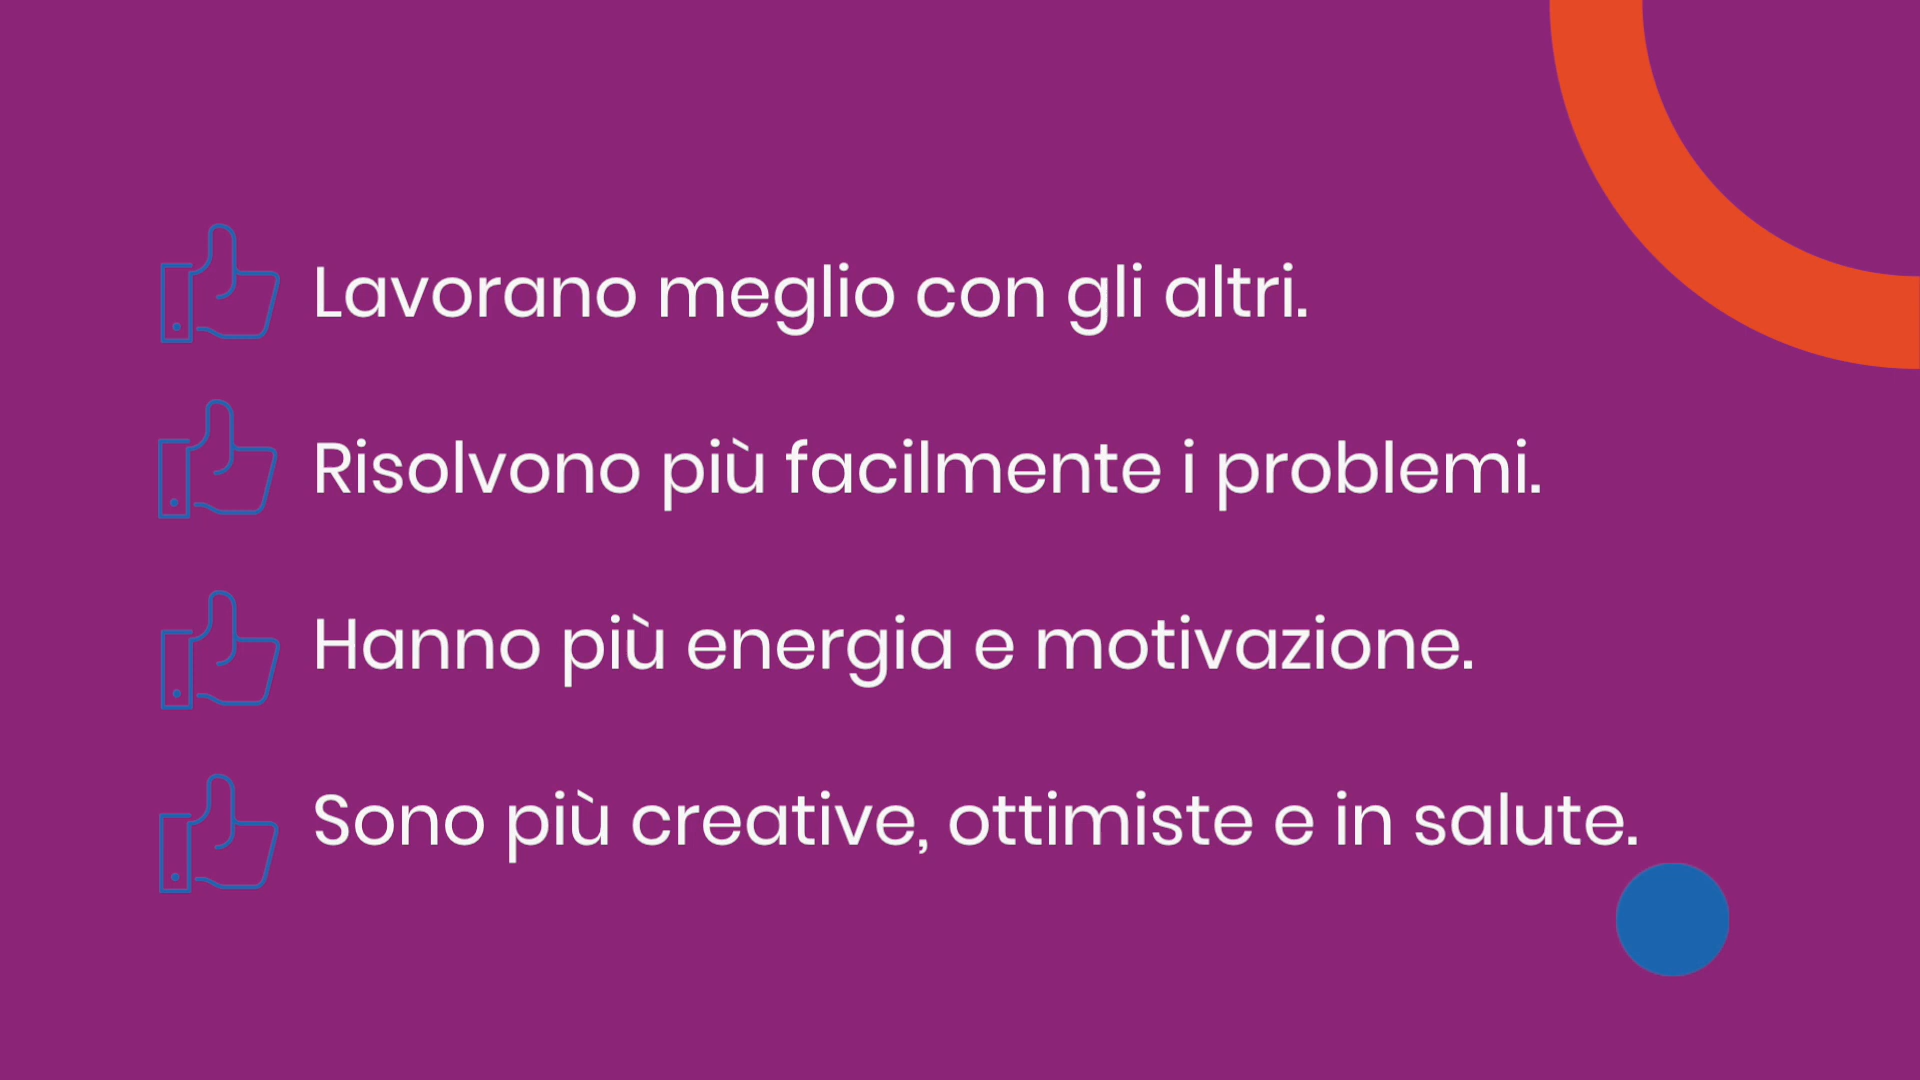 Lavorano meglio con gli altri.
Risolvono più facilmente i problemi.
Hanno più energia e motivazione.
Sono più creative, ottimiste e in salute.